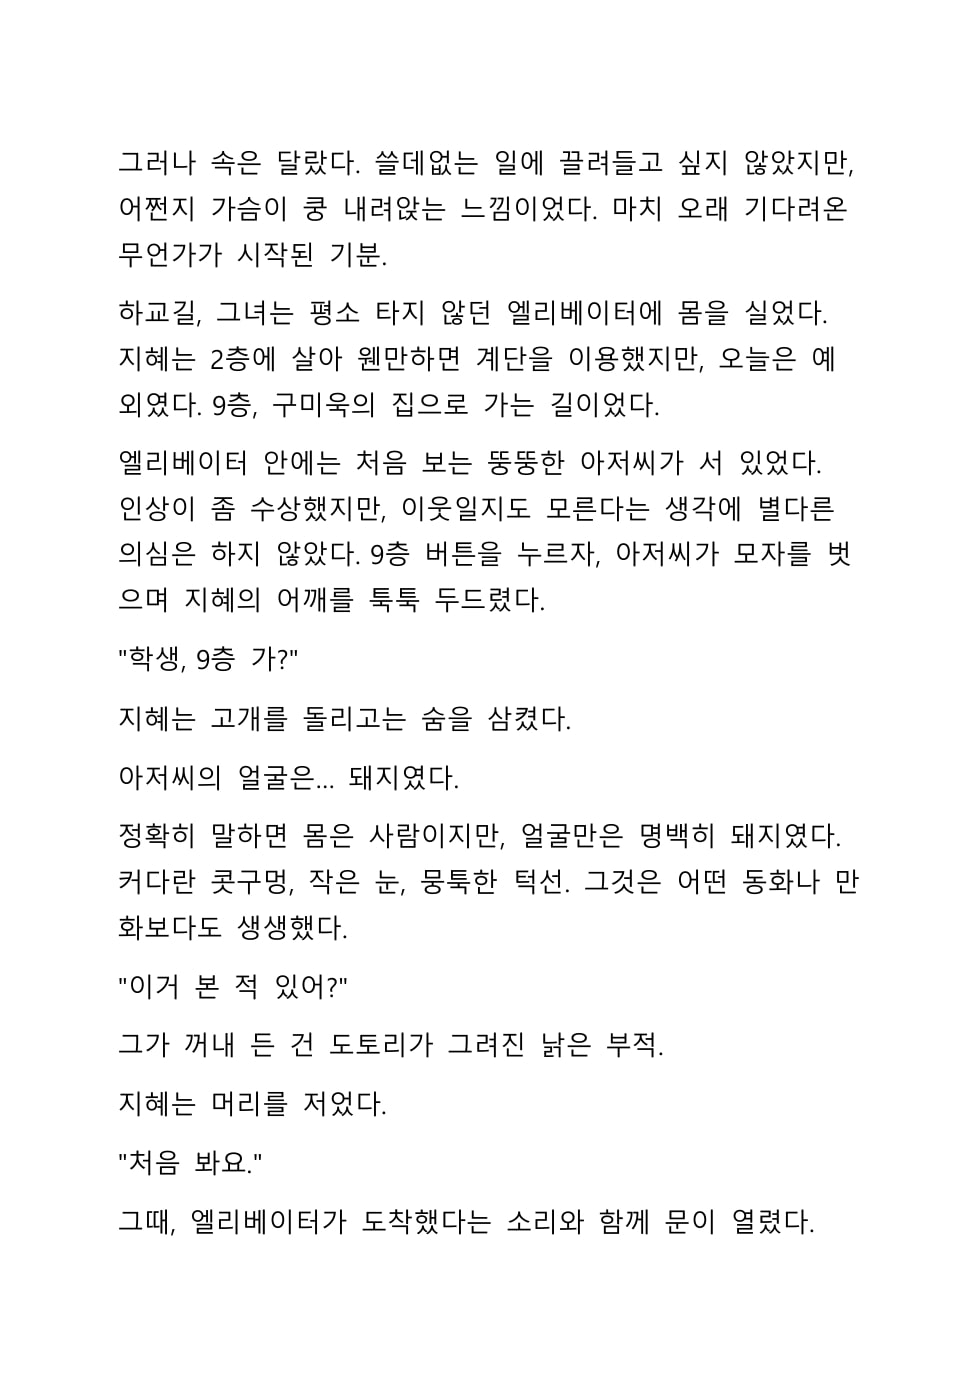 그러나 속은 달랐다. 쓸데없는 일에 끌려들고 싶지 않았지만,
어쩐지 가슴이 쿵 내려앉는 느낌이었다. 마치 오래 기다려온
무언가가 시작된 기분.
하교길, 그녀는 평소 타지 않던 엘리베이터에 몸을 실었다.
지혜는 2층에 살아 웬만하면 계단을 이용했지만, 오늘은 예
외였다. 9층, 구미욱의 집으로 가는 길이었다.
엘리베이터 안에는 처음 보는 뚱뚱한 아저씨가 서 있었다.
인상이 좀 수상했지만, 이웃일지도 모른다는 생각에 별다른
의심은 하지 않았다. 9층 버튼을 누르자, 아저씨가 모자를 벗
으며 지혜의 어깨를 툭툭 두드렸다.
"학생, 9층 가?"
지혜는 고개를 돌리고는 숨을 삼켰다.
아저씨의 얼굴은... 돼지였다.
정확히 말하면 몸은 사람이지만, 얼굴만은 명백히 돼지였다.
커다란 콧구멍, 작은 눈, 뭉툭한 턱선. 그것은 어떤 동화나 만
화보다도 생생했다.
"이거 본 적 있어?"
그가 꺼내 든 건 도토리가 그려진 낡은 부적.
지혜는 머리를 저었다.
"처음 봐요."
그때, 엘리베이터가 도착했다는 소리와 함께 문이 열렸다.